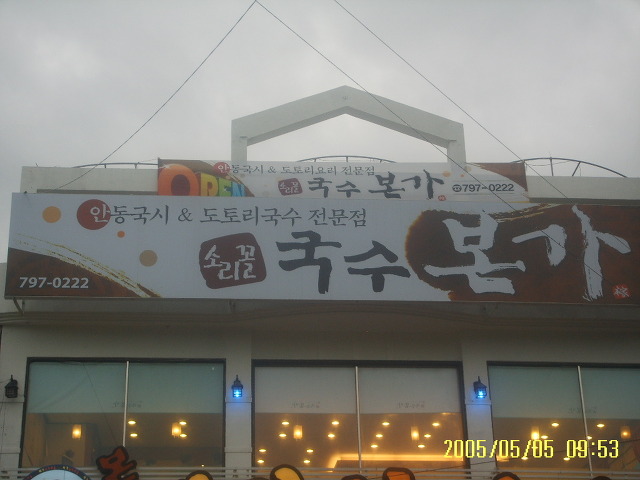 안동국시 & 도토리요리 전문점
OPEN
소리꼴 국수 본가
☎797-0222
안동국시 & 도토리국수 전문점
소리꼴 국수 본가
797-0222
2005/05/05 09:53